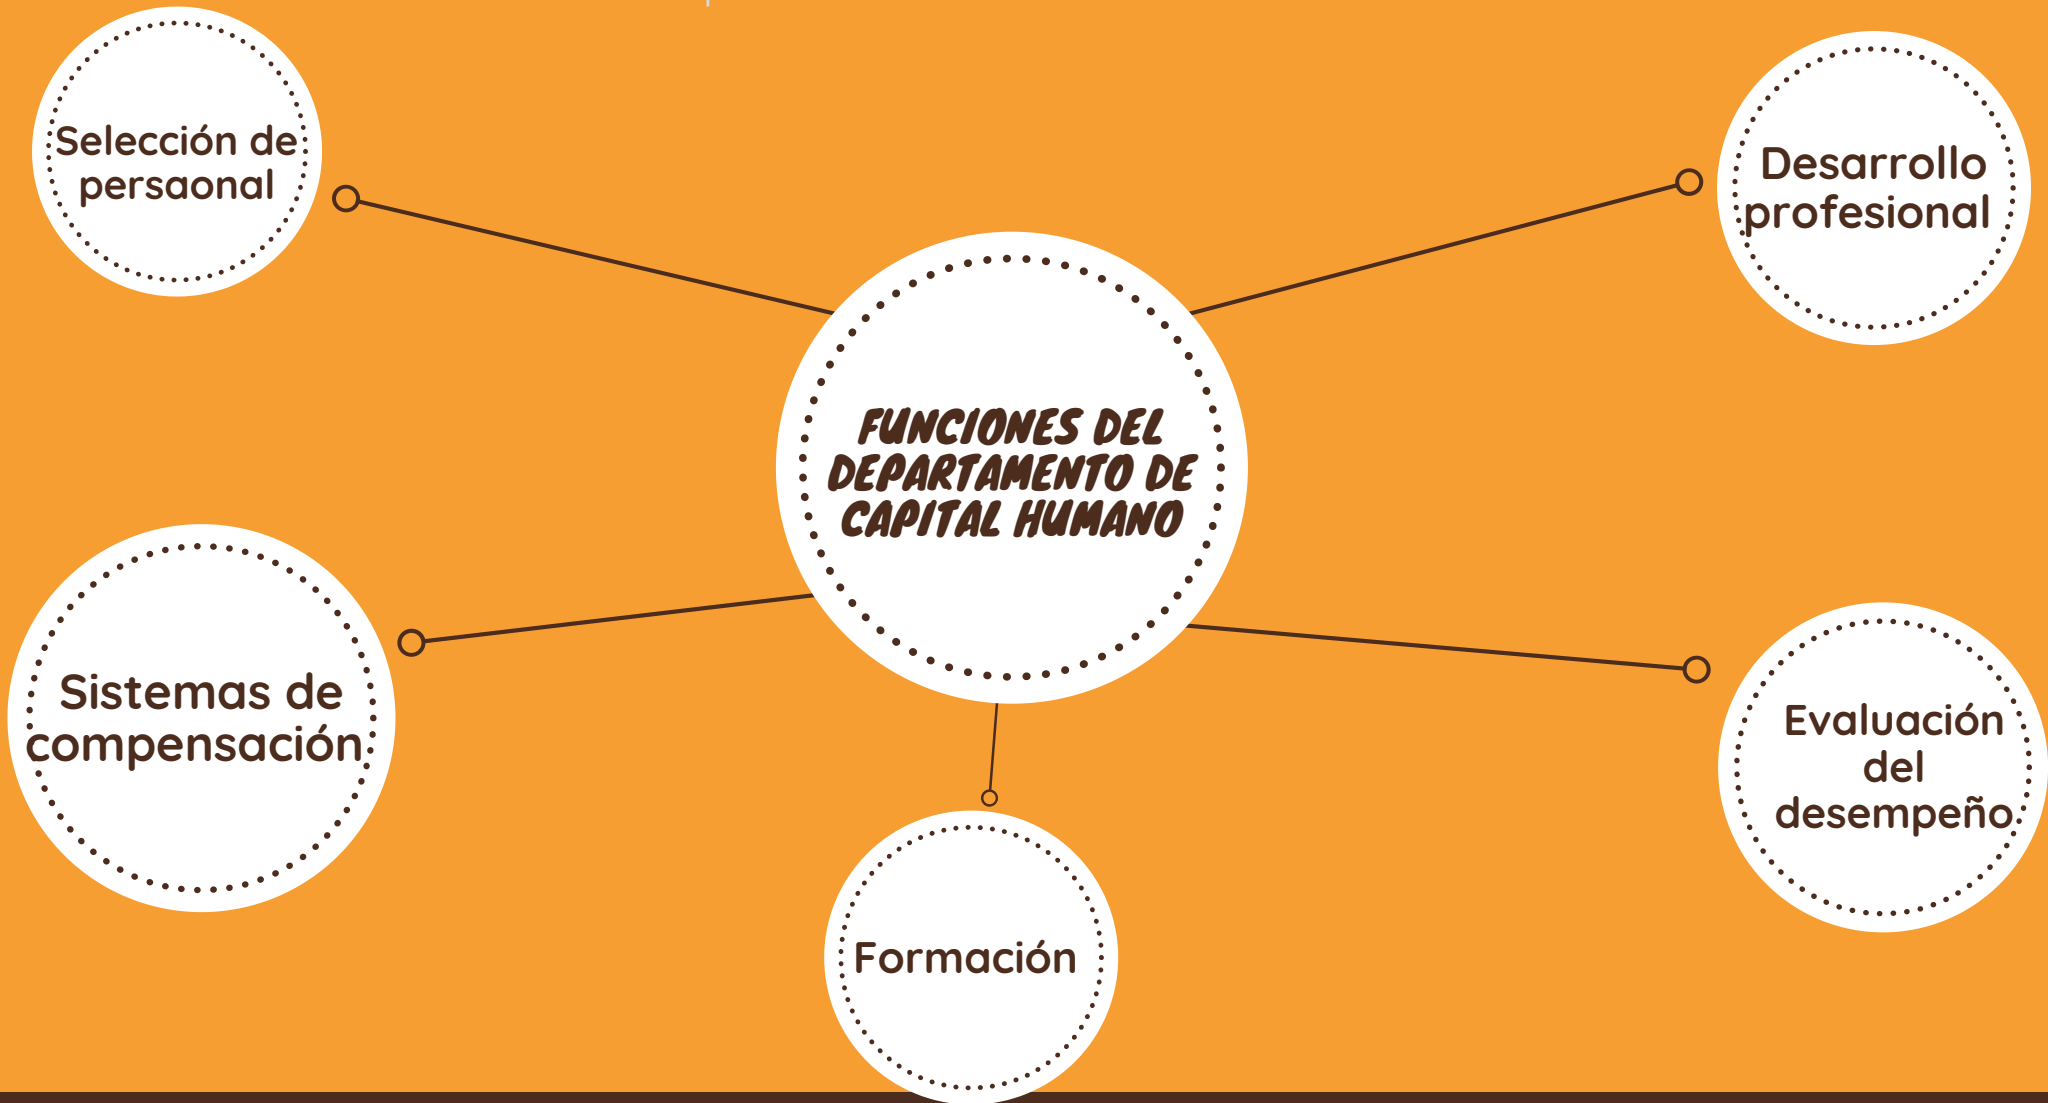 Selección de
persaonal
Desarrollo
profesional
FUNCIONES DEL
DEPARTAMENTO DE
CAPITAL HUMANO
Sistemas de
compensación
Evaluación
del
desempeño
Formación